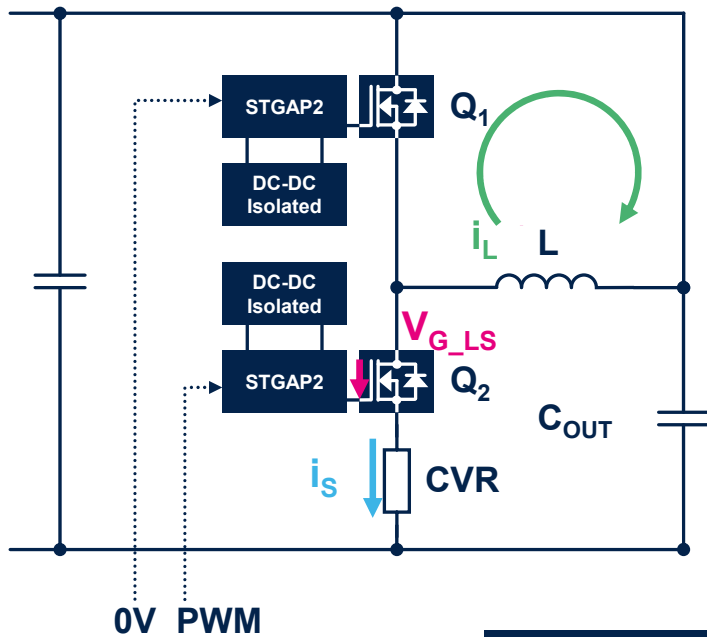 STGAP2
Q1
DC-DC
Isolated
iL
L
DC-DC
Isolated
VG_LS
STGAP2
Q2
COUT
iS
CVR
0V
PWM